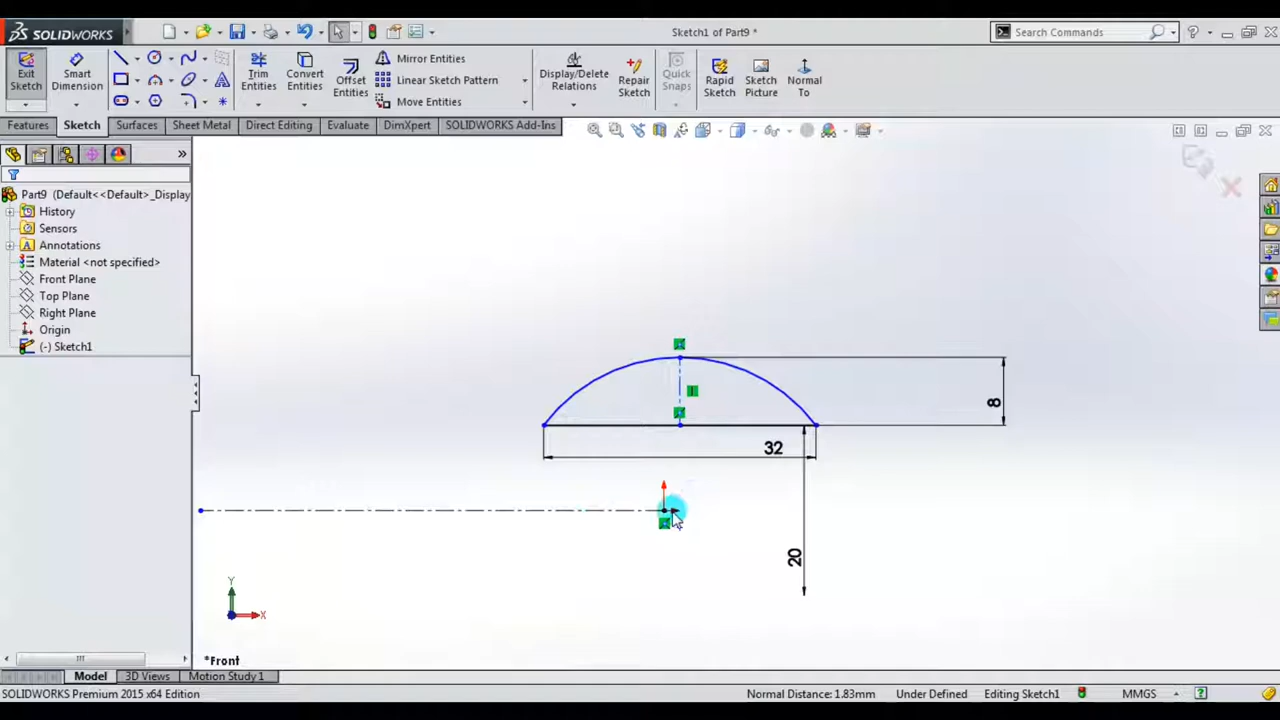 SOLIDWORKS
Sketch1 of Part9 *
Search Commands
Exit Sketch
Smart Dimension
Trim Entities
Convert Entities
Offset Entities
Mirror Entities
Linear Sketch Pattern
Move Entities
Display/Delete Relations
Repair Sketch
Quick Snaps
Rapid Sketch
Sketch Picture
Normal To
Features
Sketch
Surfaces
Sheet Metal
Direct Editing
Evaluate
DimXpert
SOLIDWORKS Add-Ins
Part9 (Default<<Default>_Display
History
Sensors
Annotations
Material <not specified>
Front Plane
Top Plane
Right Plane
Origin
(-) Sketch1
8
32
20
Y
X
*Front
Model
3D Views
Motion Study 1
SOLIDWORKS Premium 2015 x64 Edition
Normal Distance: 1.83mm
Under Defined
Editing Sketch1
MMGS